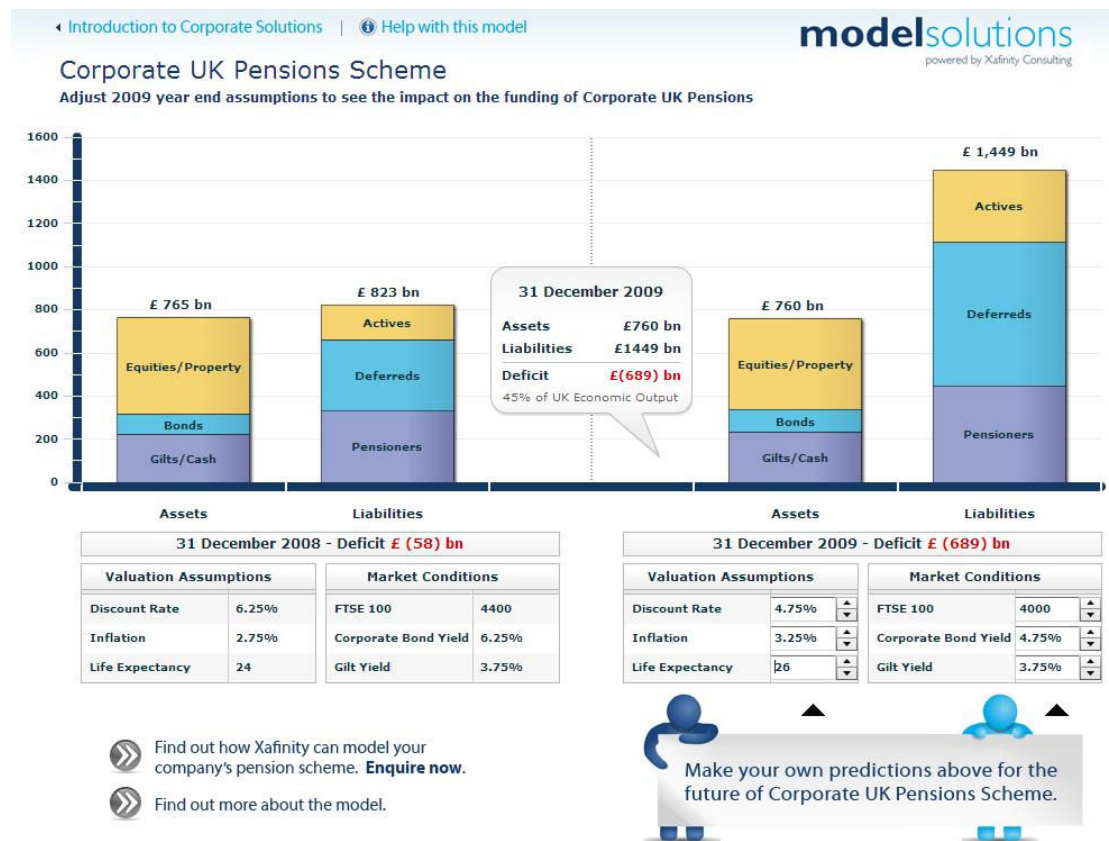 Introduction to Corporate Solutions | Help with this model
modelsolutions
powered by Xafinity Consulting
Corporate UK Pensions Scheme
Adjust 2009 year end assumptions to see the impact on the funding of Corporate UK Pensions
1600
1400
1200
1000
800
600
400
200
0
£ 765 bn
Equities/Property
Bonds
Gilts/Cash
£ 823 bn
Actives
Deferreds
Pensioners
31 December 2009
Assets £760 bn
Liabilities £1449 bn
Deficit £(689) bn
45% of UK Economic Output
£ 760 bn
Equities/Property
Bonds
Gilts/Cash
£ 1,449 bn
Actives
Deferreds
Pensioners
Assets Liabilities Assets Liabilities
31 December 2008 - Deficit £ (58) bn
Valuation Assumptions Market Conditions
Discount Rate 6.25% FTSE 100 4400
Inflation 2.75% Corporate Bond Yield 6.25%
Life Expectancy 24 Gilt Yield 3.75%
31 December 2009 - Deficit £ (689) bn
Valuation Assumptions Market Conditions
Discount Rate 4.75% FTSE 100 4000
Inflation 3.25% Corporate Bond Yield 4.75%
Life Expectancy 26 Gilt Yield 3.75%
Find out how Xafinity can model your
company's pension scheme. Enquire now.
Find out more about the model.
Make your own predictions above for the
future of Corporate UK Pensions Scheme.